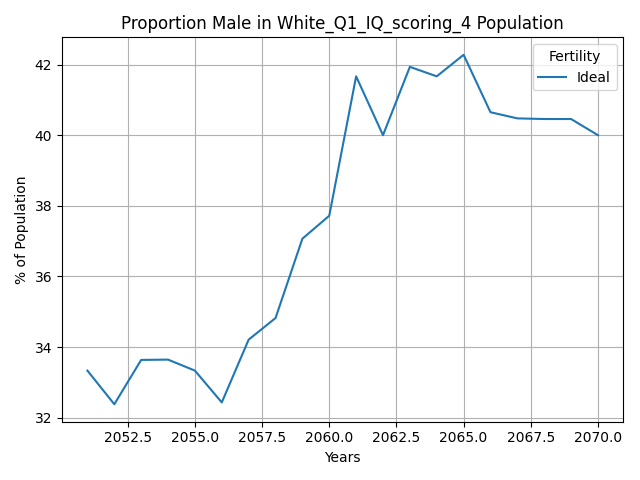 Proportion Male in White_Q1_IQ_scoring_4 Population
Fertility
Ideal
% of Population
42
40
38
36
34
32
2052.5 2055.0 2057.5 2060.0 2062.5 2065.0 2067.5 2070.0
Years